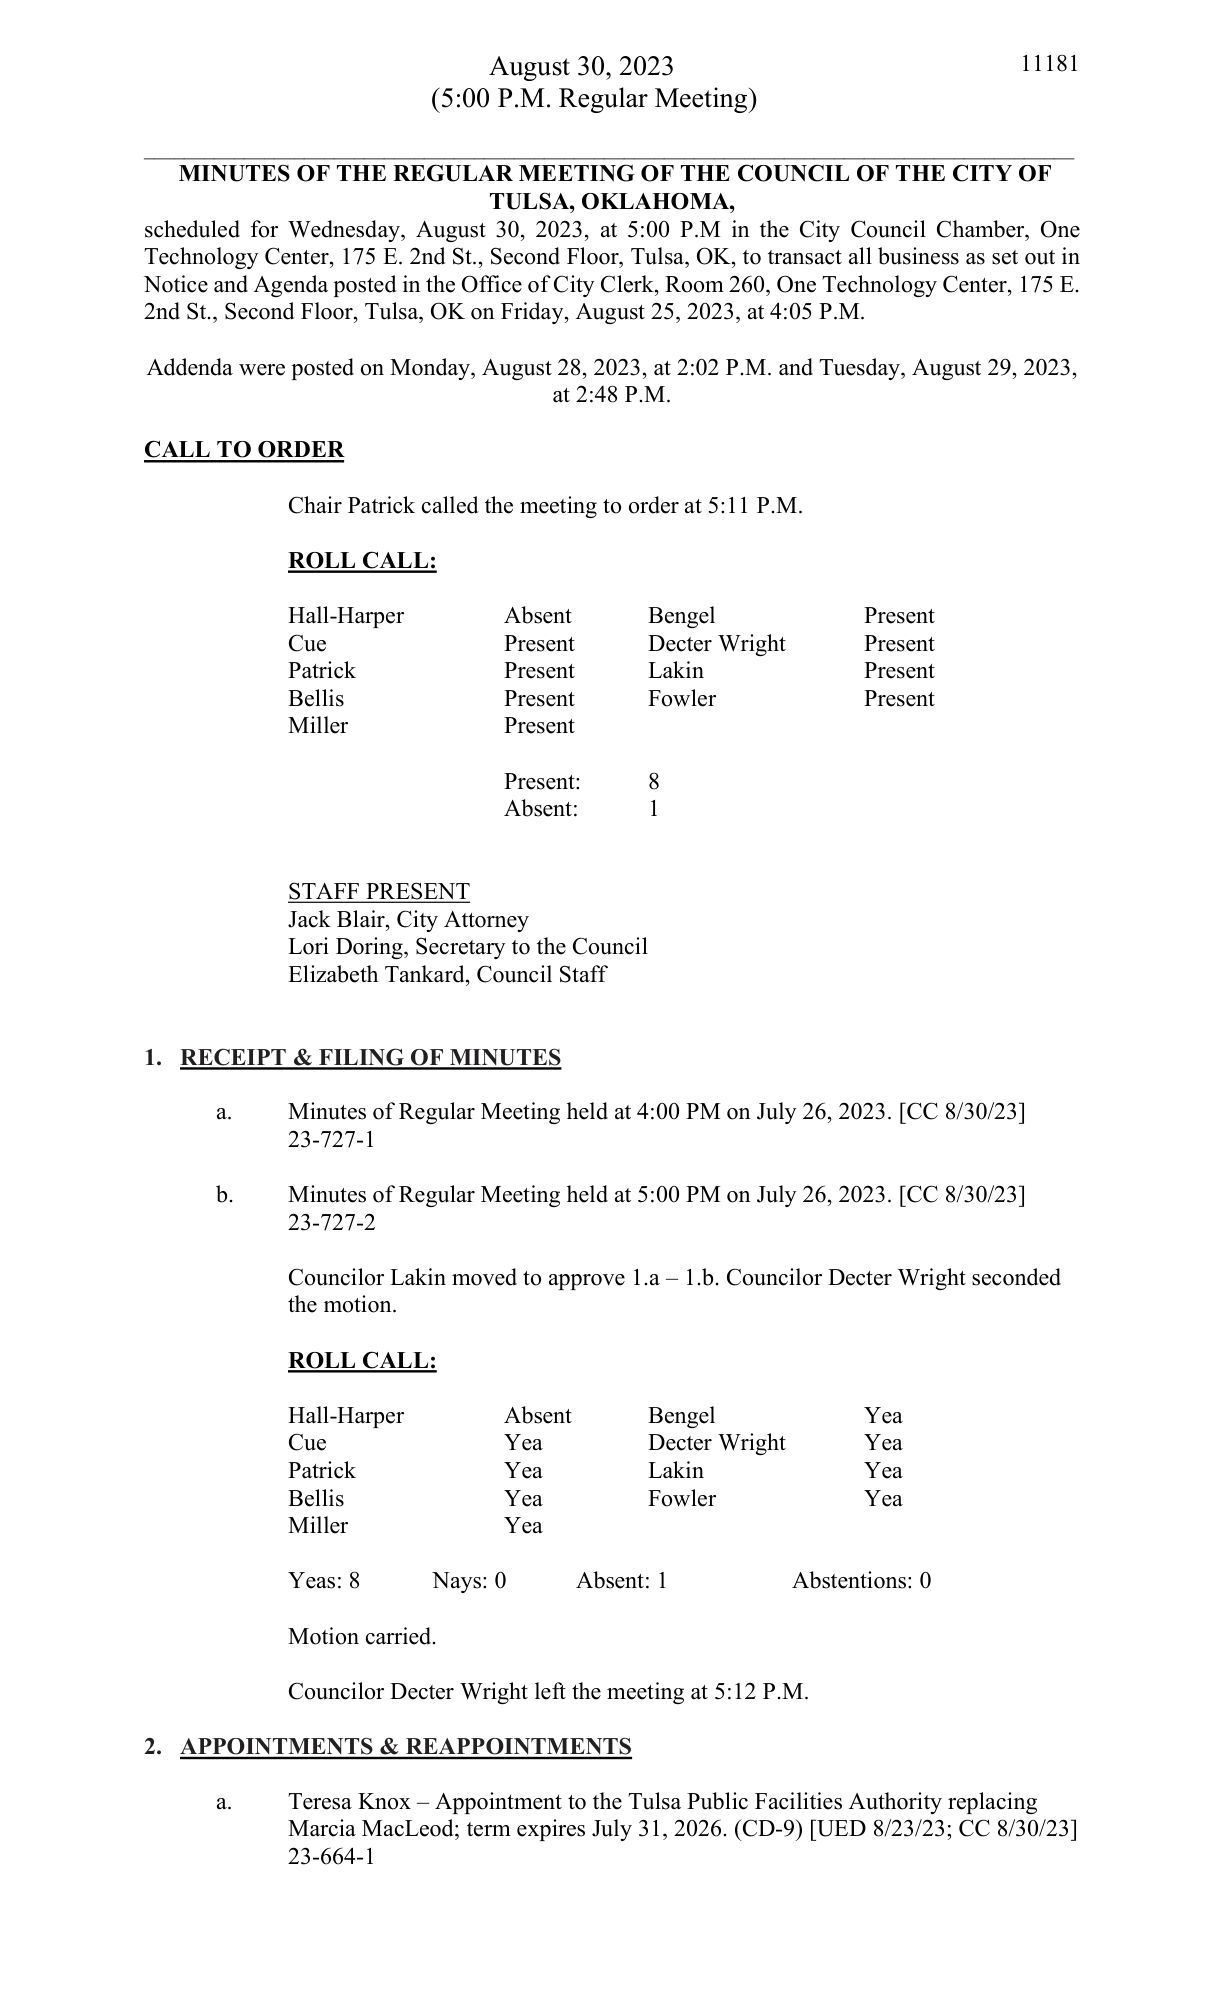 August 30, 2023 11181
(5:00 P.M. Regular Meeting)
MINUTES OF THE REGULAR MEETING OF THE COUNCIL OF THE CITY OF
TULSA, OKLAHOMA,
scheduled for Wednesday, August 30, 2023, at 5:00 P.M in the City Council Chamber, One
Technology Center, 175 E. 2nd St., Second Floor, Tulsa, OK, to transact all business as set out in
Notice and Agenda posted in the Office of City Clerk, Room 260, One Technology Center, 175 E.
2nd St., Second Floor, Tulsa, OK on Friday, August 25, 2023, at 4:05 P.M.
Addenda were posted on Monday, August 28, 2023, at 2:02 P.M. and Tuesday, August 29, 2023,
at 2:48 P.M.
CALL TO ORDER
Chair Patrick called the meeting to order at 5:11 P.M.
ROLL CALL:
Hall-Harper Absent Bengel Present
Cue Present Decter Wright Present
Patrick Present Lakin Present
Bellis Present Fowler Present
Miller Present
Present: 8
Absent: 1
STAFF PRESENT
Jack Blair, City Attorney
Lori Doring, Secretary to the Council
Elizabeth Tankard, Council Staff
1. RECEIPT & FILING OF MINUTES
a. Minutes of Regular Meeting held at 4:00 PM on July 26, 2023. [CC 8/30/23]
23-727-1
b. Minutes of Regular Meeting held at 5:00 PM on July 26, 2023. [CC 8/30/23]
23-727-2
Councilor Lakin moved to approve 1.a – 1.b. Councilor Decter Wright seconded
the motion.
ROLL CALL:
Hall-Harper Absent Bengel Yea
Cue Yea Decter Wright Yea
Patrick Yea Lakin Yea
Bellis Yea Fowler Yea
Miller Yea
Yeas: 8 Nays: 0 Absent: 1 Abstentions: 0
Motion carried.
Councilor Decter Wright left the meeting at 5:12 P.M.
2. APPOINTMENTS & REAPPOINTMENTS
a. Teresa Knox – Appointment to the Tulsa Public Facilities Authority replacing
Marcia MacLeod; term expires July 31, 2026. (CD-9) [UED 8/23/23; CC 8/30/23]
23-664-1